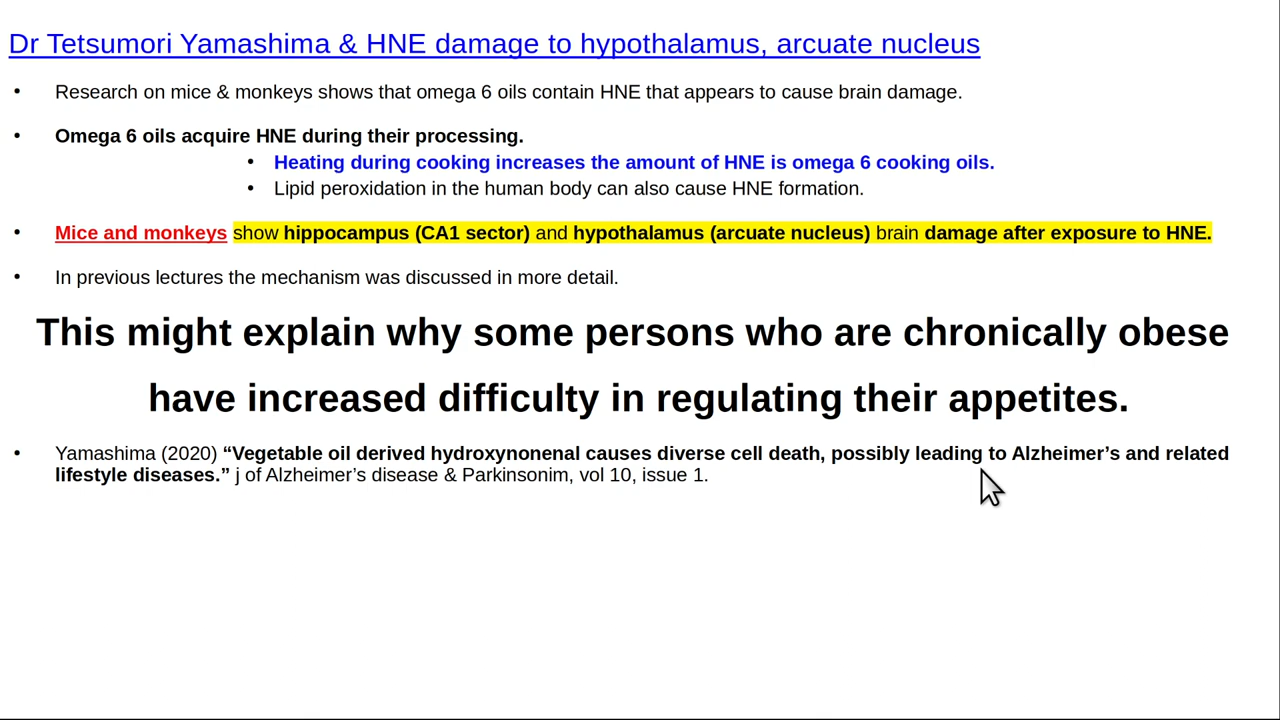 Dr Tetsumori Yamashima & HNE damage to hypothalamus, arcuate nucleus
• Research on mice & monkeys shows that omega 6 oils contain HNE that appears to cause brain damage.
• Omega 6 oils acquire HNE during their processing.
• Heating during cooking increases the amount of HNE is omega 6 cooking oils.
• Lipid peroxidation in the human body can also cause HNE formation.
• Mice and monkeys show hippocampus (CA1 sector) and hypothalamus (arcuate nucleus) brain damage after exposure to HNE.
• In previous lectures the mechanism was discussed in more detail.
This might explain why some persons who are chronically obese
have increased difficulty in regulating their appetites.
• Yamashima (2020) “Vegetable oil derived hydroxynonenal causes diverse cell death, possibly leading to Alzheimer’s and related
lifestyle diseases.” j of Alzheimer’s disease & Parkinsonim, vol 10, issue 1.